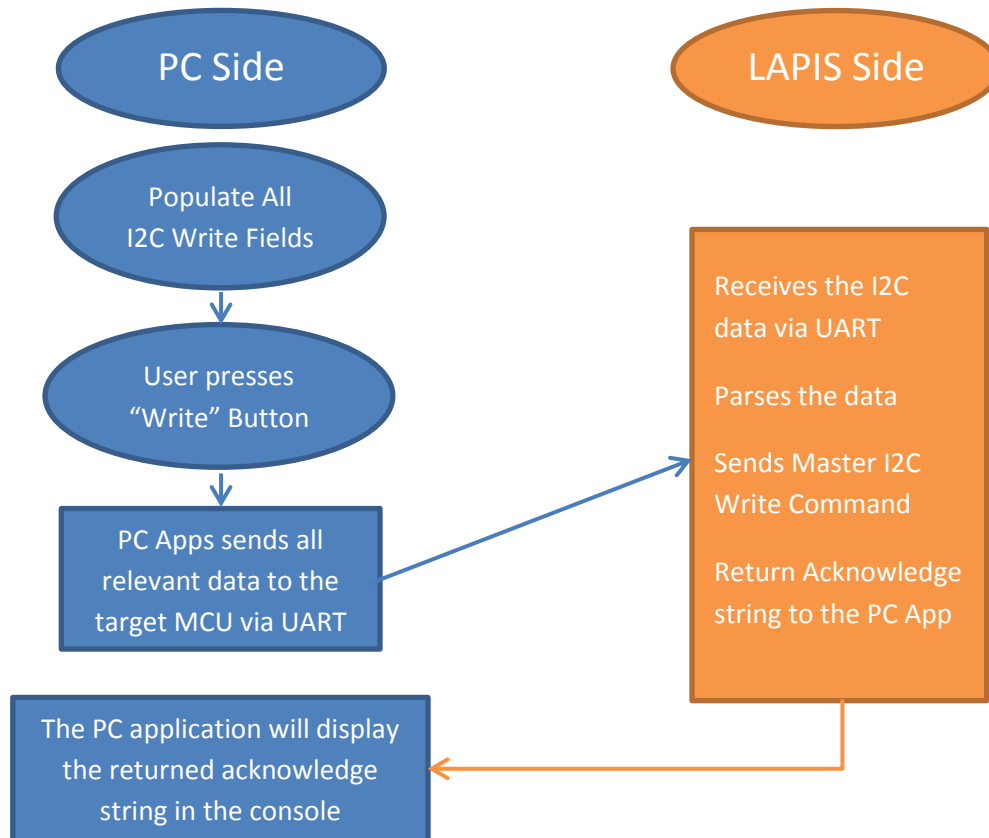 PC Side
LAPIS Side
Populate All
I2C Write Fields
User presses
“Write” Button
PC Apps sends all
relevant data to the
target MCU via UART
Receives the I2C
data via UART
Parses the data
Sends Master I2C
Write Command
Return Acknowledge
string to the PC App
The PC application will display
the returned acknowledge
string in the console